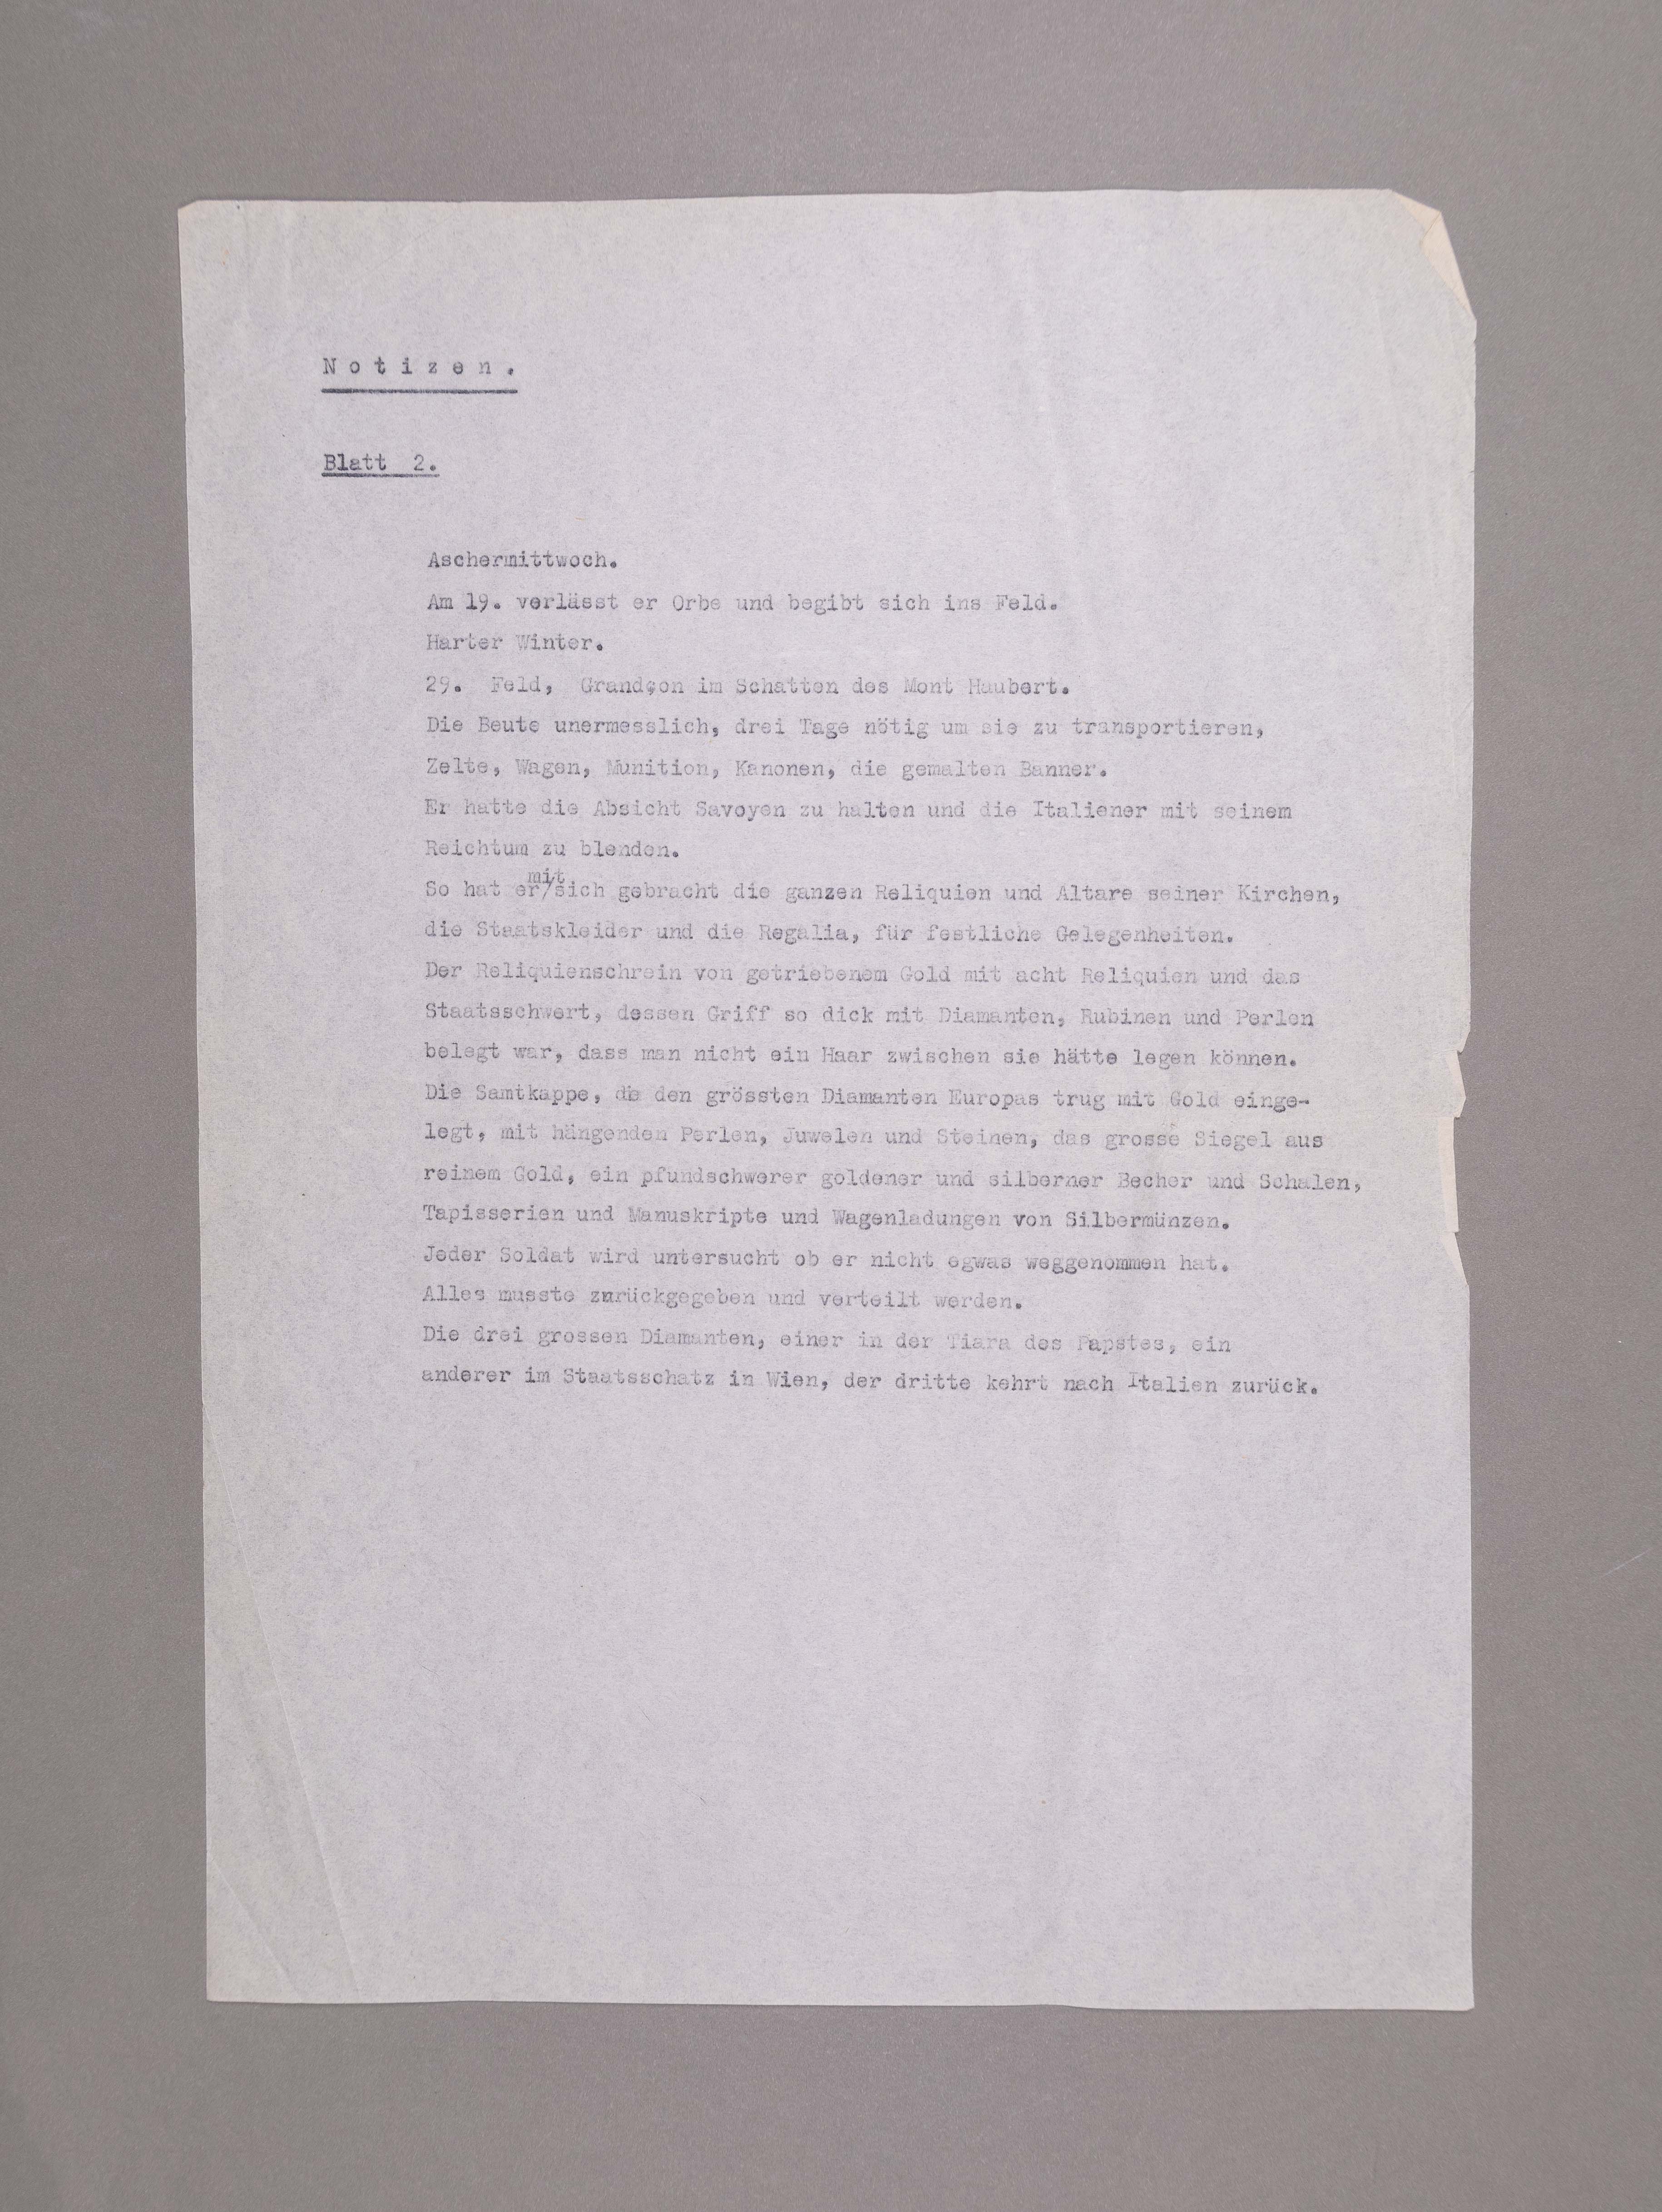 N o t i z e n .
Blatt 2.
Aschermittwoch.
Am 19. verlässt er Orbe und begibt sich ins Feld.
Harter Winter.
29. Feld, Grandçon im Schatten des Mont Haubert.
Die Beute unermesslich, drei Tage nötig um sie zu transportieren,
Zelte, Wagen, Munition, Kanonen, die gemalten Banner.
Er hatte die Absicht Savoyen zu halten und die Italiener mit seinem
Reichtum zu blenden.
So hat er/mit sich gebracht die ganzen Reliquien und Altare seiner Kirchen,
die Staatskleider und die Regalia, für festliche Gelegenheiten.
Der Reliquienschrein von getriebenem Gold mit acht Reliquien und das
Staatsschwert, dessen Griff so dick mit Diamanten, Rubinen und Perlen
belegt war, dass man nicht ein Haar zwischen sie hätte legen können.
Die Samtkappe, die den grössten Diamanten Europas trug mit Gold einge-
legt, mit hängenden Perlen, Juwelen und Steinen, das grosse Siegel aus
reinem Gold, ein pfundschwerer goldener und silberner Becher und Schalen,
Tapisserien und Manuskripte und Wagenladungen von Silbermünzen.
Jeder Soldat wird untersucht ob er nicht egwas weggenommen hat.
Alles musste zurückgegeben und verteilt werden.
Die drei grossen Diamanten, einer in der Tiara des Papstes, ein
anderer im Staatsschatz in Wien, der dritte kehrt nach Italien zurück.